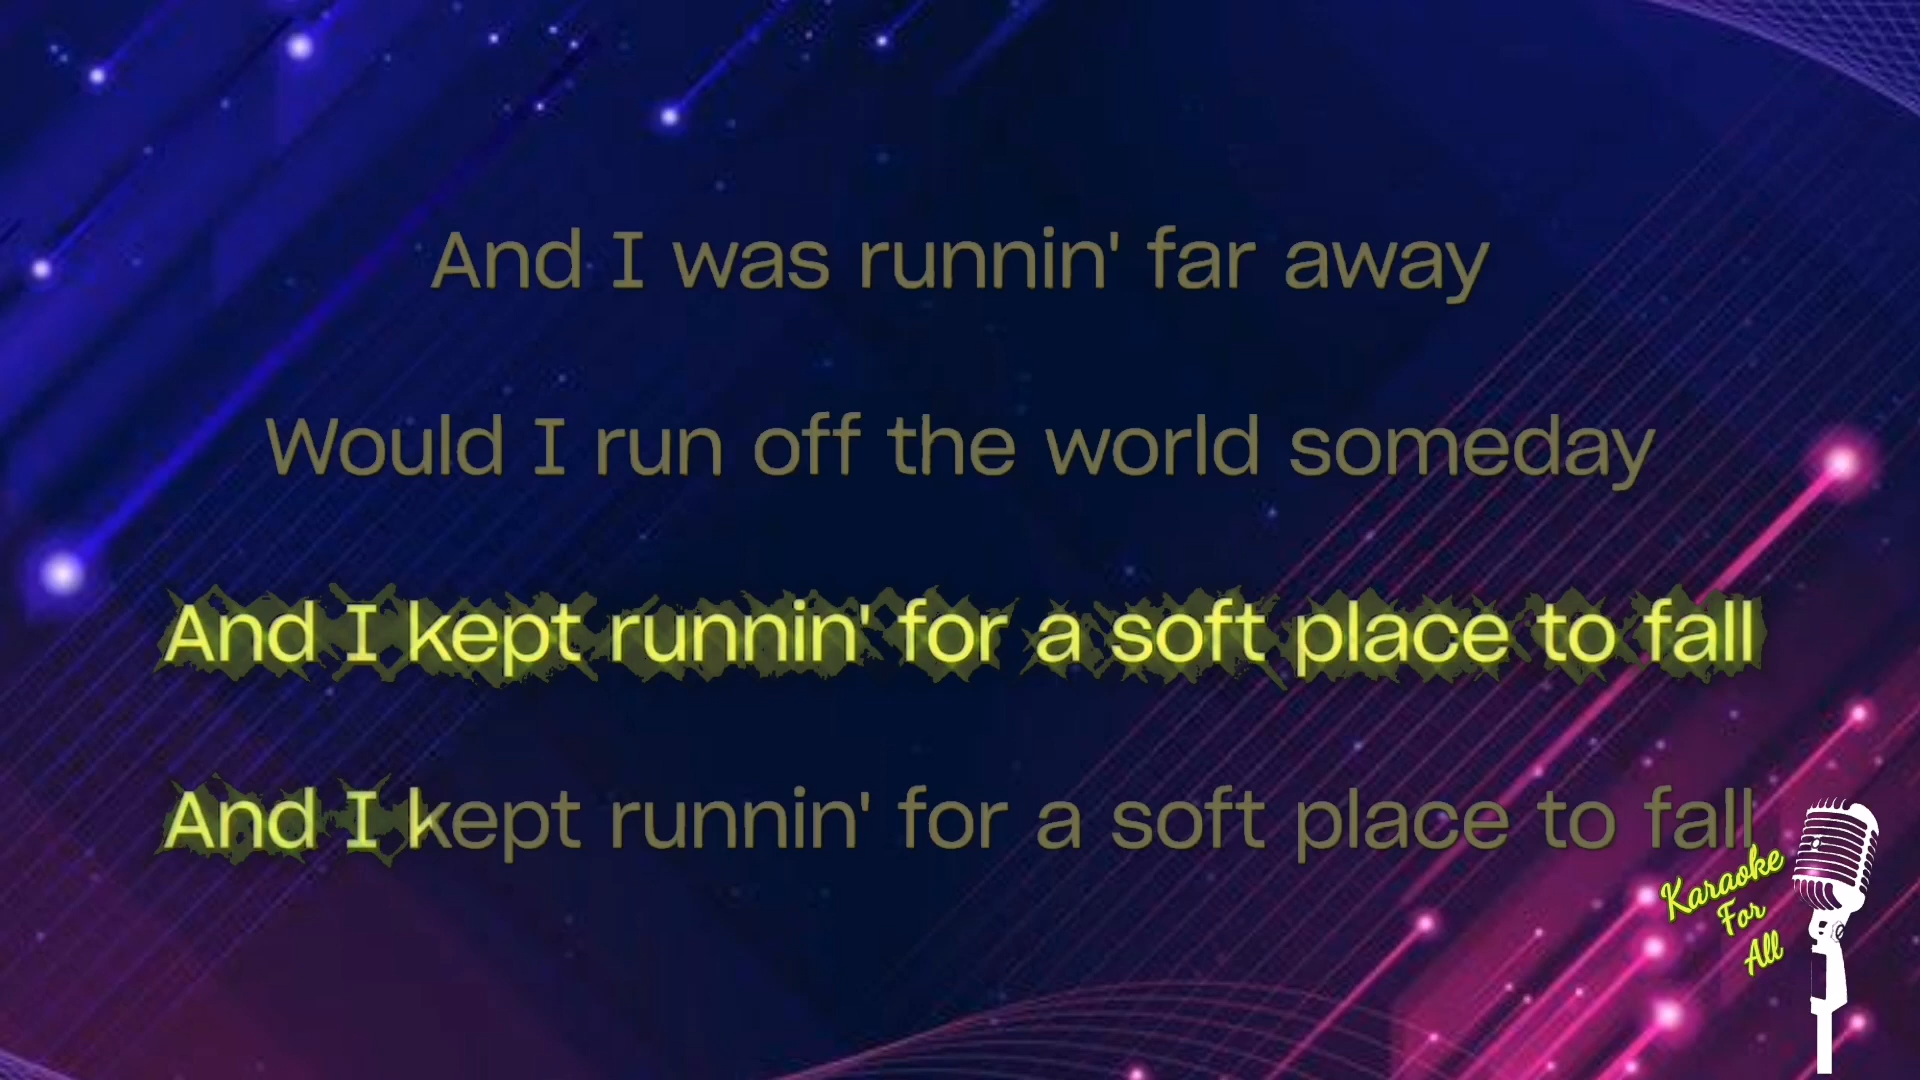 And I was runnin' far away
Would I run off the world someday
And I kept runnin' for a soft place to fall
And I kept runnin' for a soft place to fall
Karaoke
For
All